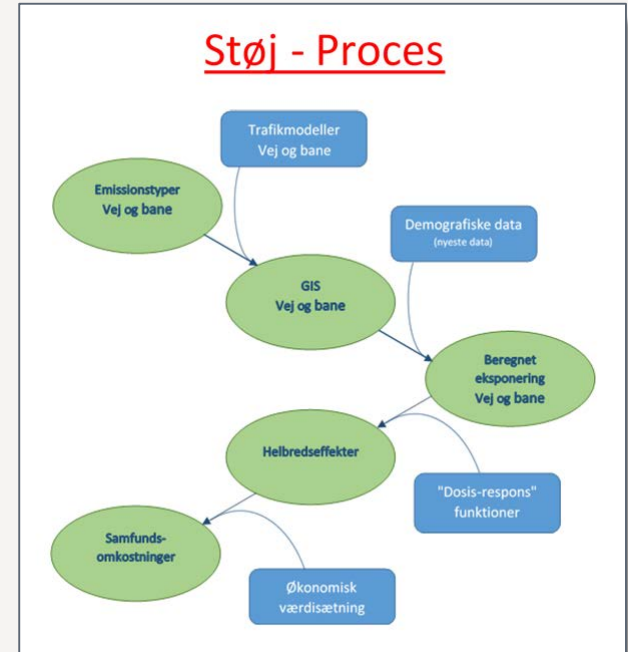 Støj - Proces
Trafikmodeller
Vej og bane
Emissionstyper
Vej og bane
Demografiske data
(nyeste data)
GIS
Vej og bane
Beregnet
eksponering
Vej og bane
Helbredseffekter
"Dosis-respons"
funktioner
Samfunds-
omkostninger
Økonomisk
værdisætning